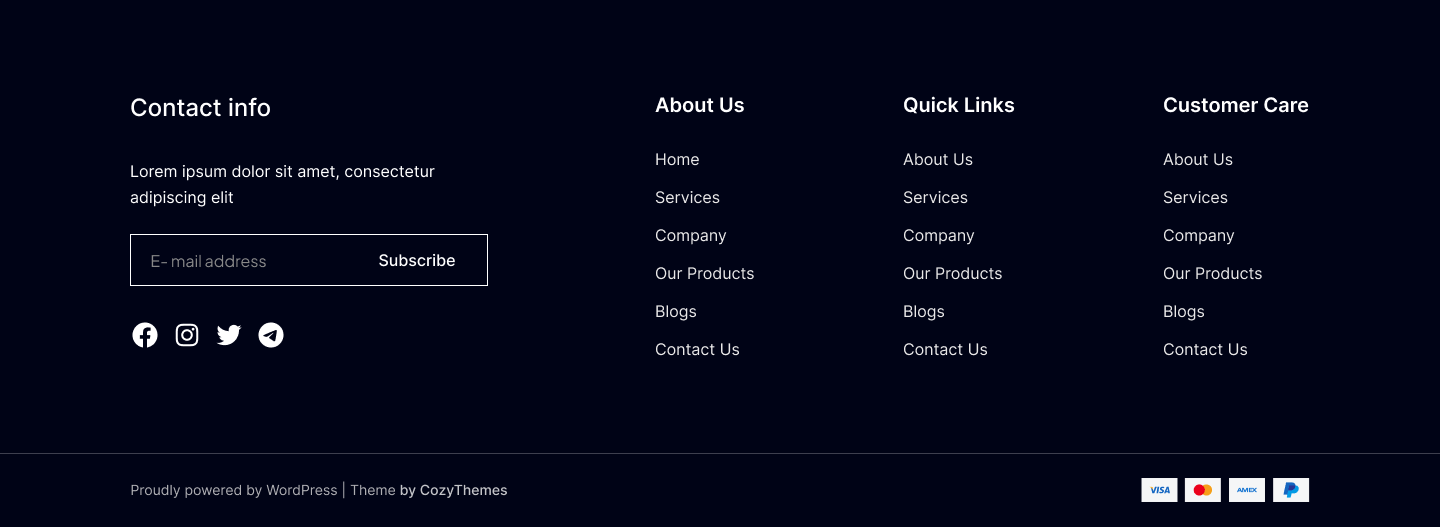 Contact info
Lorem ipsum dolor sit amet, consectetur
adipiscing elit
E- mail address
Subscribe
About Us
Home
Services
Company
Our Products
Blogs
Contact Us
Quick Links
About Us
Services
Company
Our Products
Blogs
Contact Us
Customer Care
About Us
Services
Company
Our Products
Blogs
Contact Us
Proudly powered by WordPress | Theme by CozyThemes
VISA
AMEX